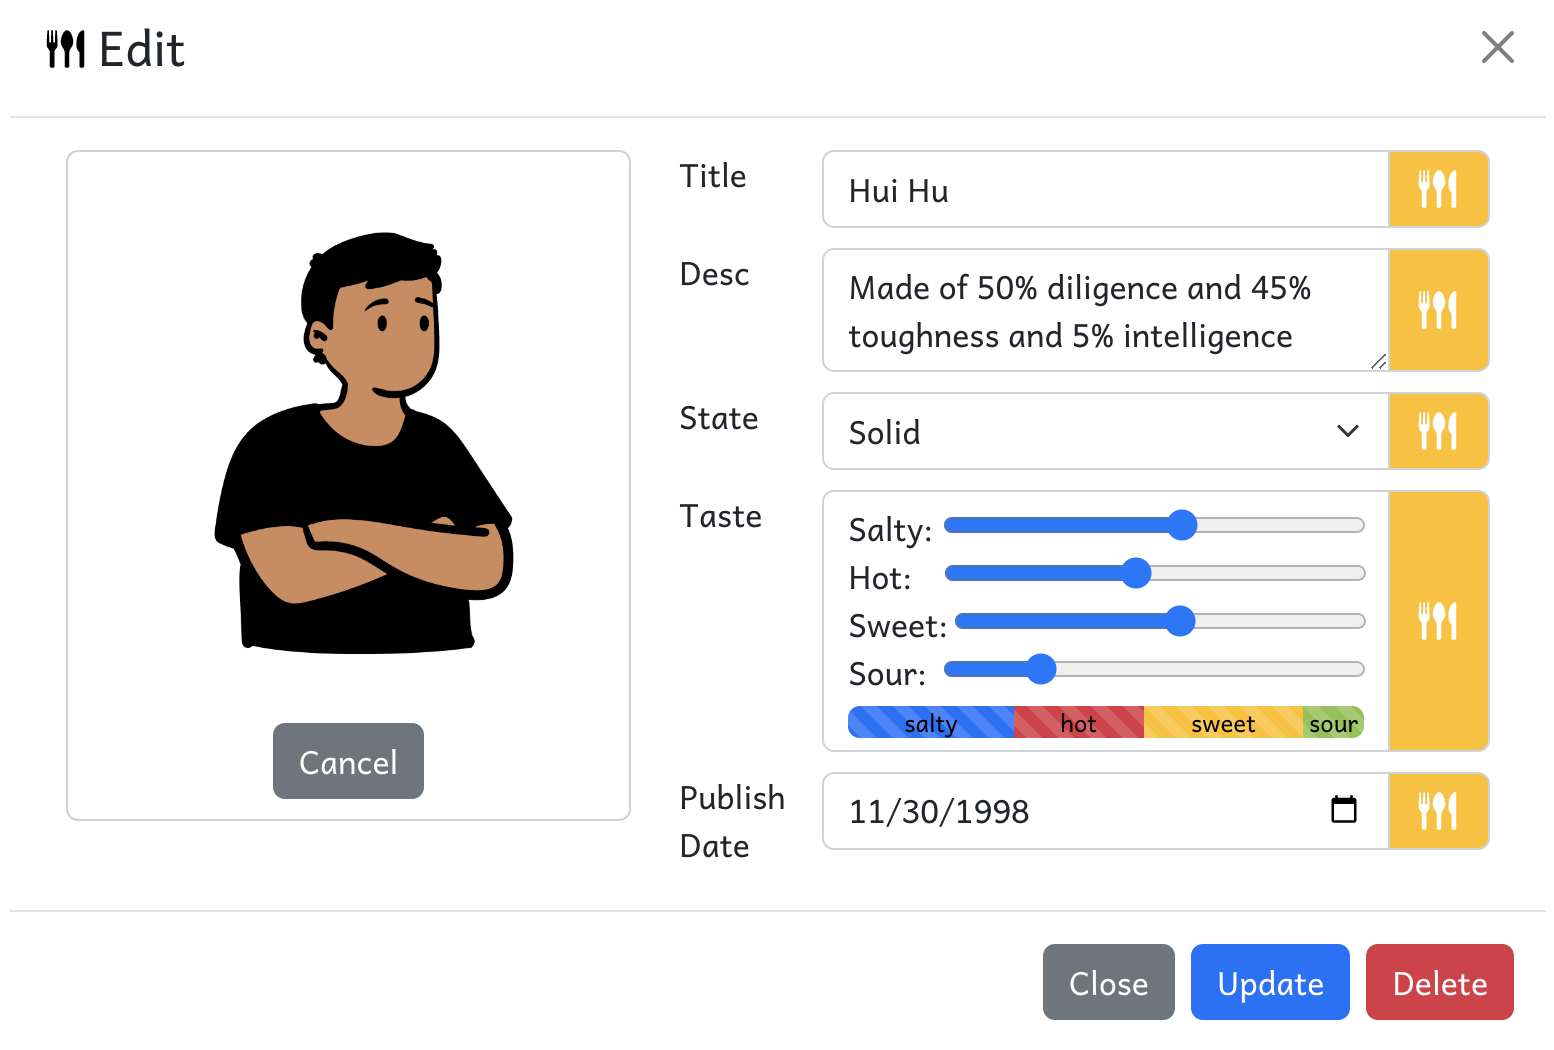 Edit
Title
Hui Hu
Desc
Made of 50% diligence and 45%
toughness and 5% intelligence
State
Solid
Taste
Salty:
Hot:
Sweet:
Sour:
salty hot sweet sour
Publish
Date
11/30/1998
Cancel
Close Update Delete